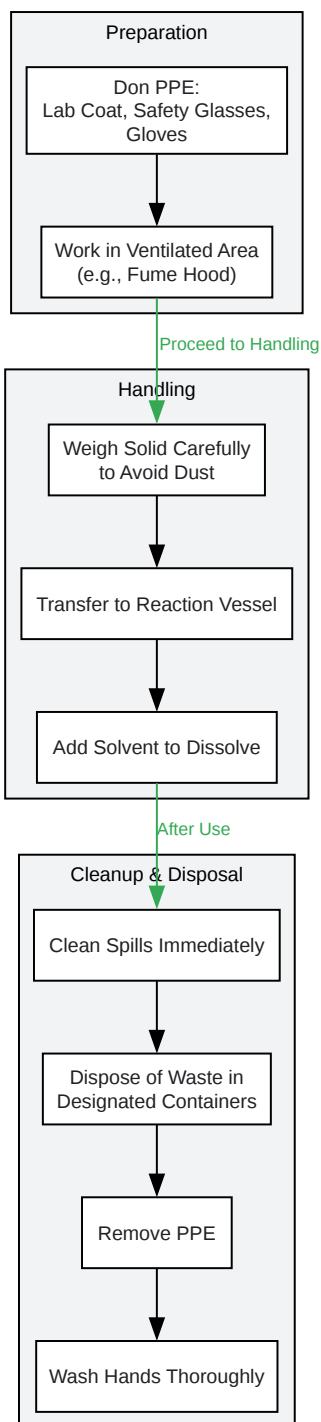 Preparation
Don PPE:
Lab Coat, Safety Glasses,
Gloves
Work in Ventilated Area
(e.g., Fume Hood)
Proceed to Handling
Handling
Weigh Solid Carefully
to Avoid Dust
Transfer to Reaction Vessel
Add Solvent to Dissolve
After Use
Cleanup & Disposal
Clean Spills Immediately
Dispose of Waste in
Designated Containers
Remove PPE
Wash Hands Thoroughly